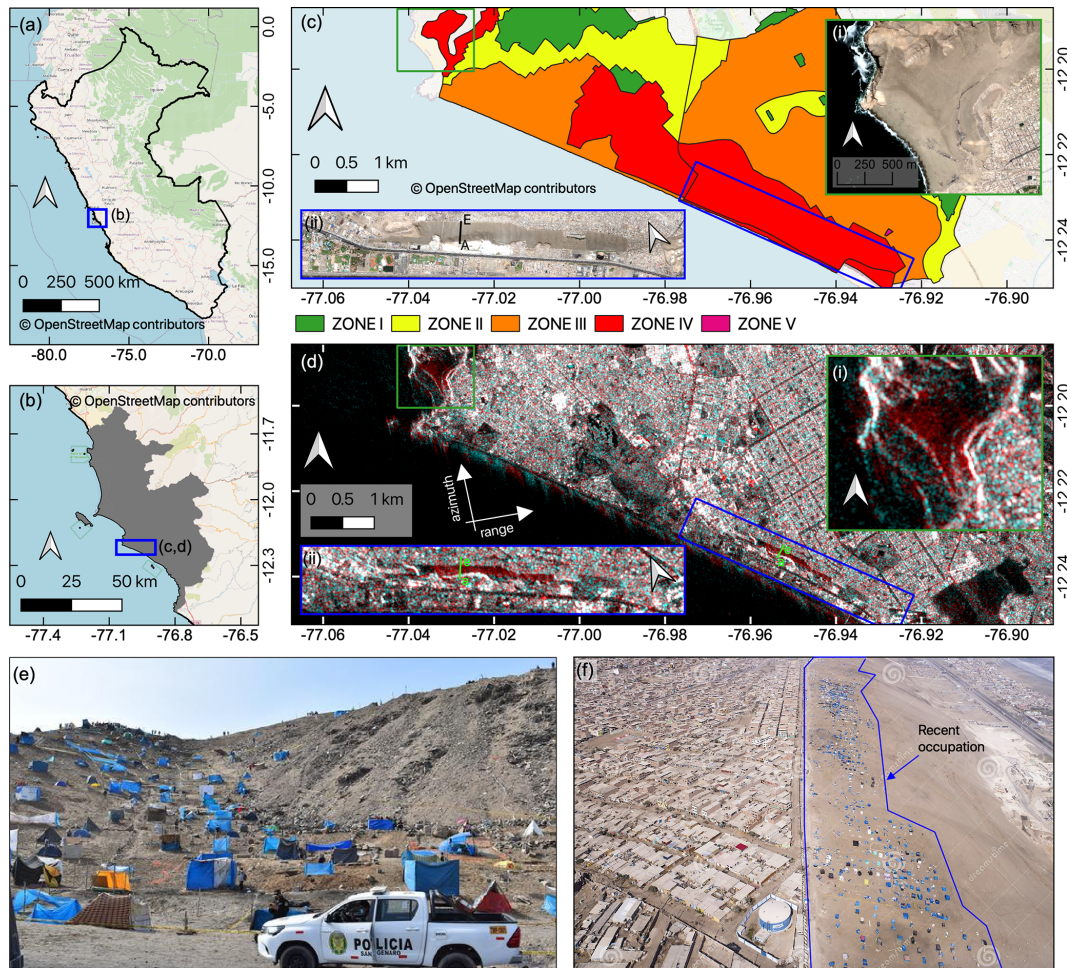 (a)
0.0
-5.0
-10.0
-15.0
(b)
0 250 500 km
© OpenStreetMap contributors
-80.0 -75.0 -70.0
(b)
© OpenStreetMap contributors
-11.7
-12.0
-12.3
(c,d)
0 25 50 km
-77.4 -77.1 -76.8 -76.5
(c)
(i)
0 250 500 m
-12.20
-12.22
-12.24
0 0.5 1 km
© OpenStreetMap contributors
(ii)
E
A
-77.06 -77.04 -77.02 -77.00 -76.98 -76.96 -76.94 -76.92 -76.90
ZONE I ZONE II ZONE III ZONE IV ZONE V
(d)
(i)
-12.20
-12.22
-12.24
azimuth
range
0 0.5 1 km
(ii)
-77.06 -77.04 -77.02 -77.00 -76.98 -76.96 -76.94 -76.92 -76.90
(e)
POLICIA
SAN GENARO
(f)
Recent
occupation
dreamstime